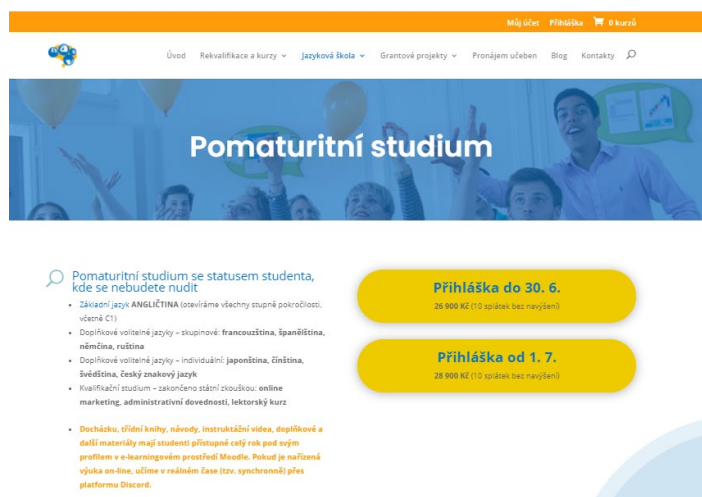 Můj účet Přihláška 0 kurzů
Úvod Rekvalifikace a kurzy Jazyková škola Grantové projekty Pronájem učeben Blog Kontakty
Pomaturitní studium
Pomaturitní studium se statusem studenta,
kde se nebudete nudit
Základní jazyk ANGLIČTINA (otevíráme všechny stupně pokročilosti,
včetně C1)
Doplňkové volitelné jazyky – skupinové: francouzština, španělština,
němčina, ruština
Doplňkové volitelné jazyky – individuální: japonština, čínština,
švédština, český znakový jazyk
Kvalifikační studium – zakončeno státní zkouškou: online
marketing, administrativní dovednosti, lektorský kurz
Docházku, třídní knihy, návody, instruktážní videa, doplňkové a
další materiály mají studenti přístupné celý rok pod svým
profilem v e-learningovém prostředí Moodle. Pokud je nařízená
výuka on-line, učíme v reálném čase (tzv. synchronně) přes
platformu Discord.
Přihláška do 30. 6.
26 900 Kč (10 splátek bez navýšení)
Přihláška od 1. 7.
28 900 Kč (10 splátek bez navýšení)